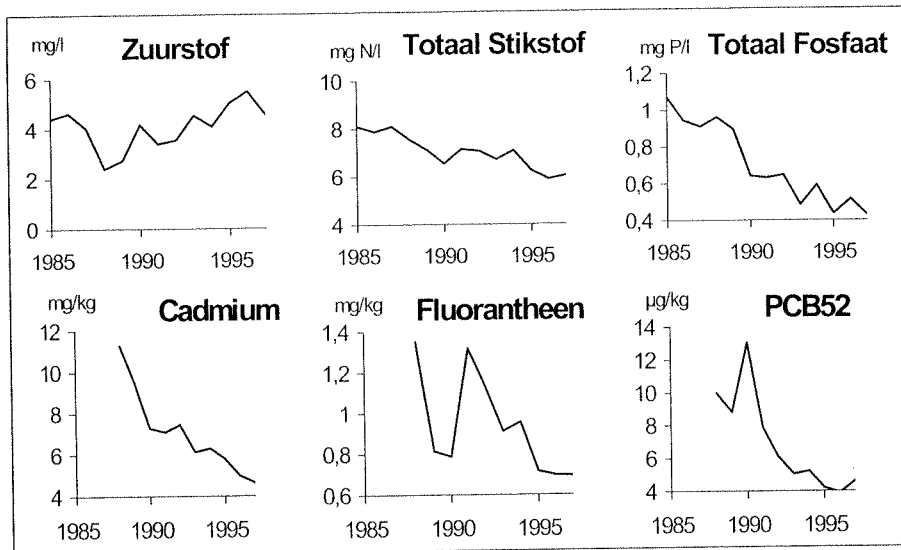 mg/l Zuurstof
6
4
2
0
1985 1990 1995
mg N/l Totaal Stikstof
10
8
6
4
1985 1990 1995
mg P/l Totaal Fosfaat
1,2
1
0,8
0,6
0,4
1985 1990 1995
mg/kg Cadmium
12
10
8
6
4
1985 1990 1995
mg/kg Fluorantheen
1,4
1,2
1
0,8
0,6
1985 1990 1995
µg/kg PCB52
14
12
10
8
6
4
1985 1990 1995